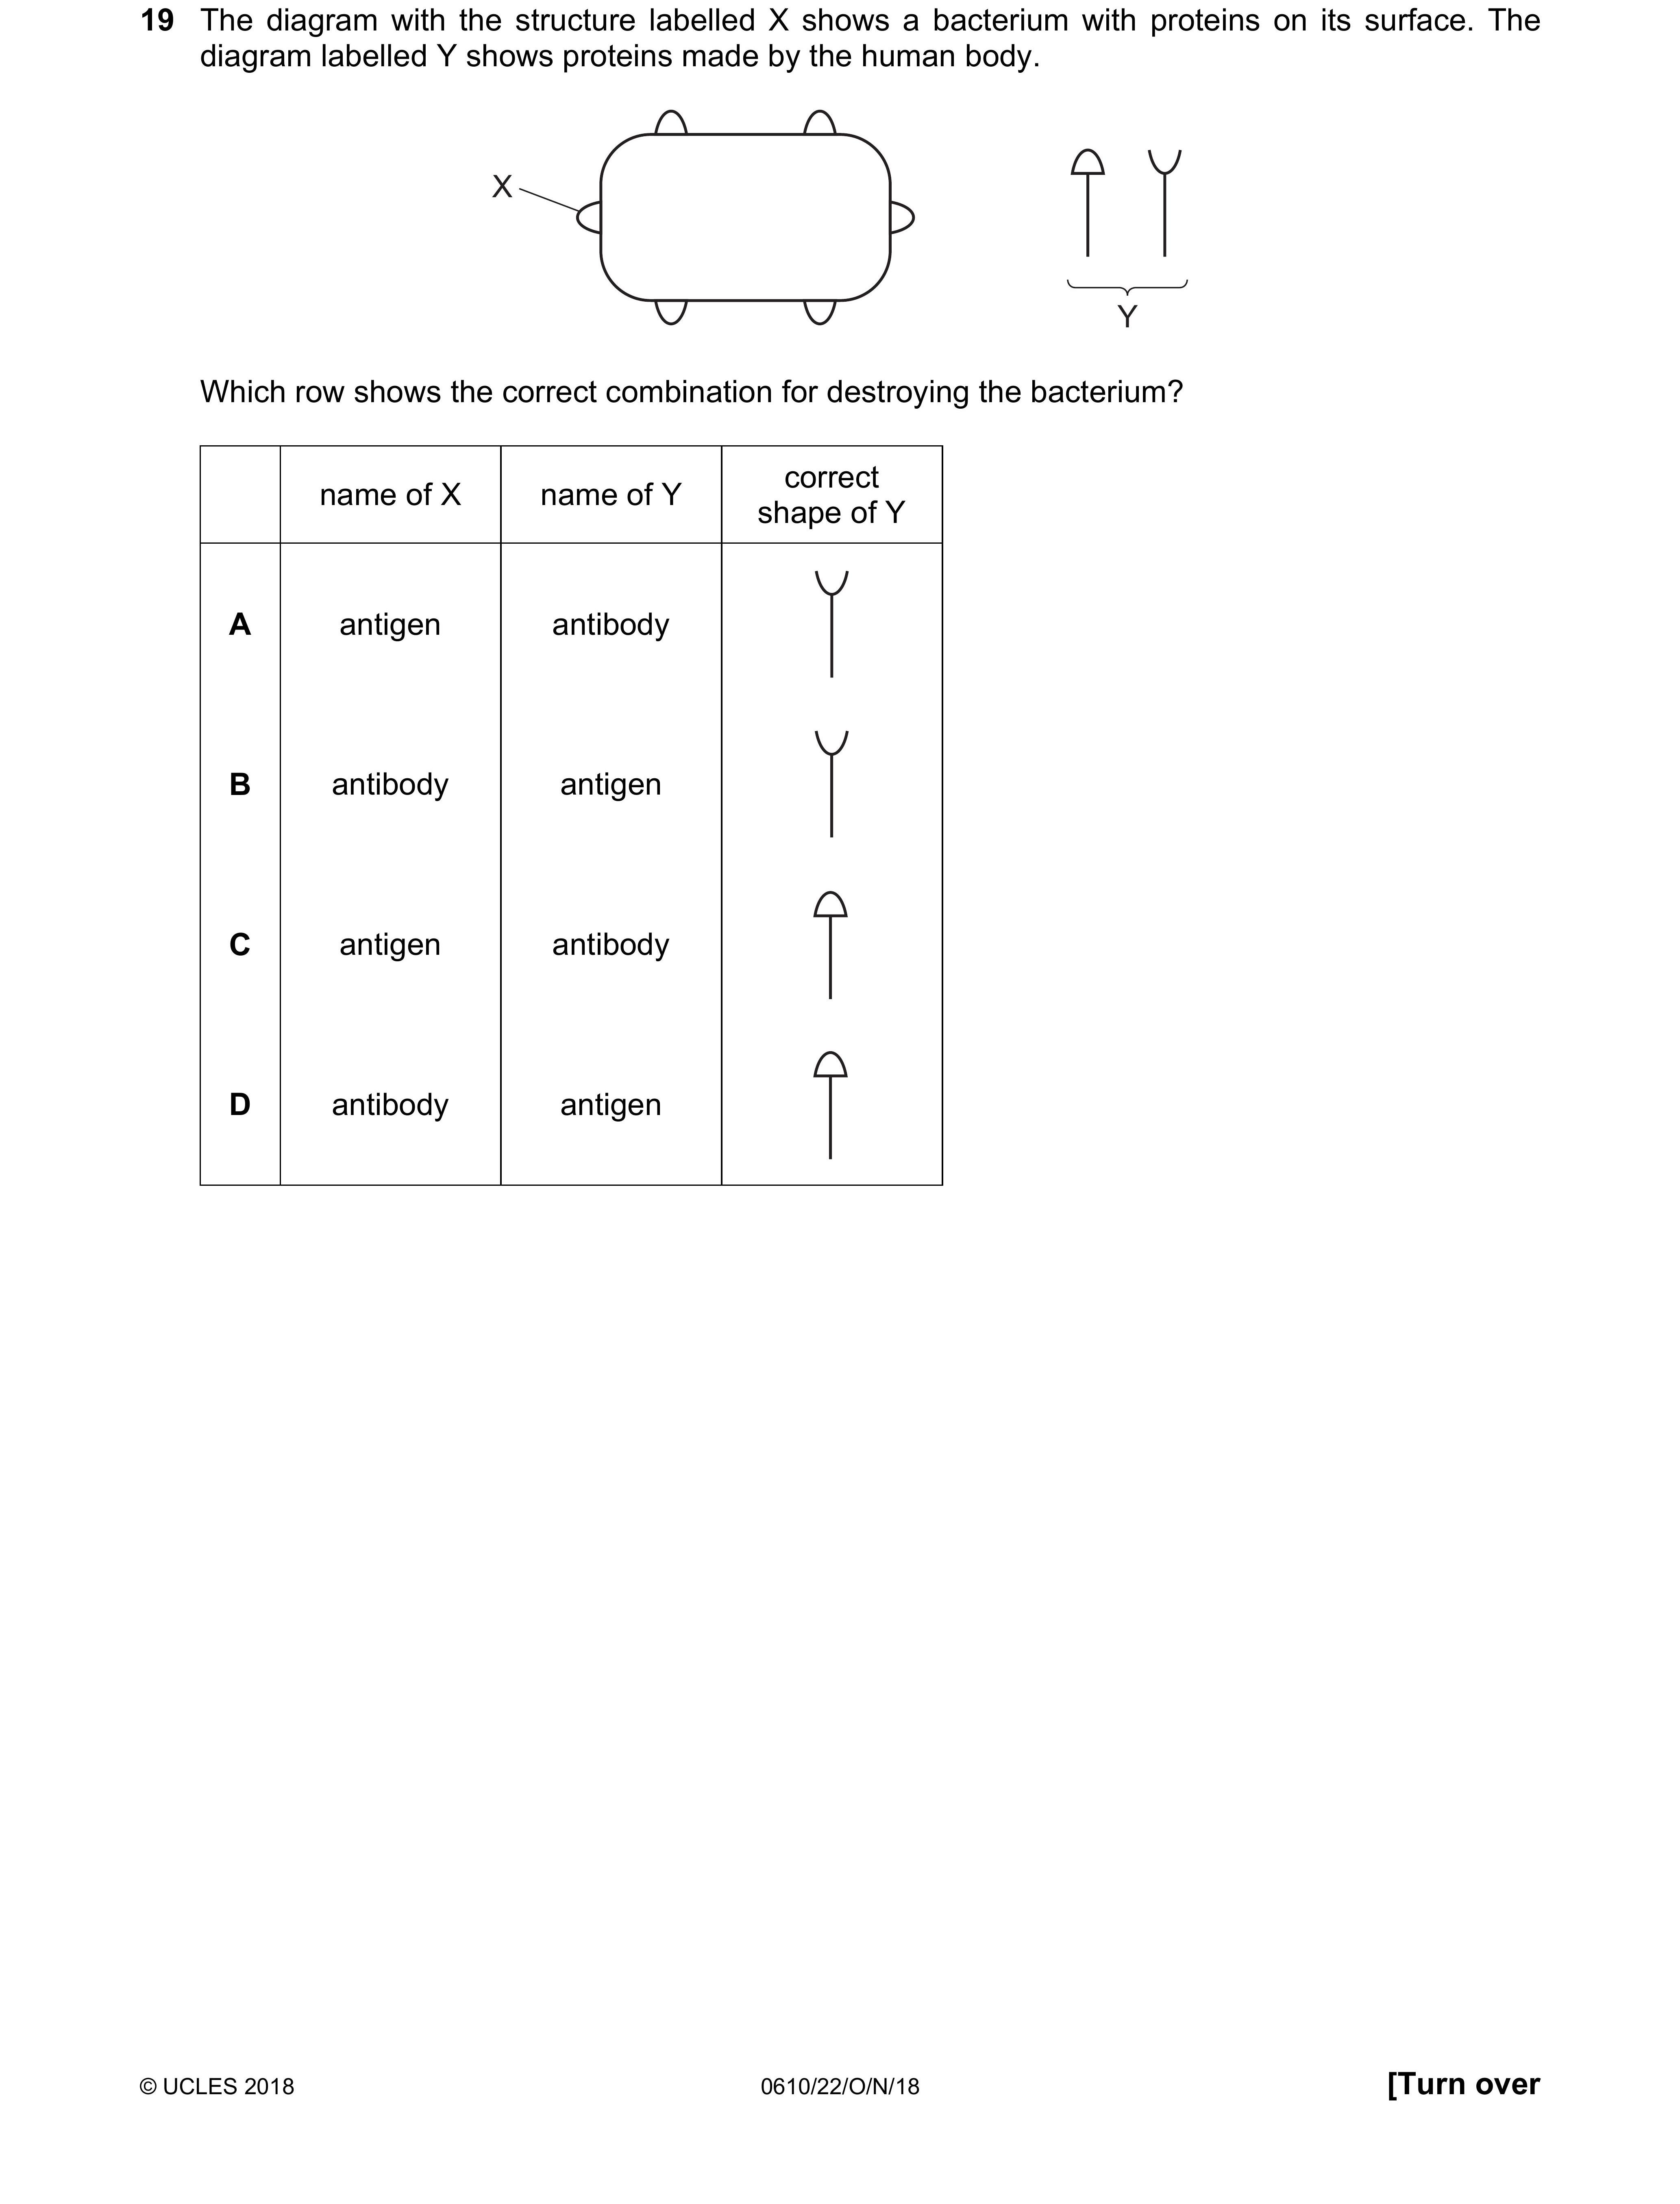 19 The diagram with the structure labelled X shows a bacterium with proteins on its surface. The
diagram labelled Y shows proteins made by the human body.
X
Y
Which row shows the correct combination for destroying the bacterium?
name of X name of Y correct shape of Y
A antigen antibody
B antibody antigen
C antigen antibody
D antibody antigen
© UCLES 2018 0610/22/O/N/18 [Turn over